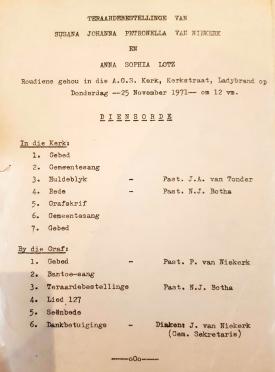 TERAARDEBESTELLINGE VAN
SUSANA JOHANNA PETRONELLA VAN NIEKERK
EN
ANNA SOPHIA LOTZ
Roudiens gehou in die A.G.S. Kerk, Kerkstraat, Ladybrand op
Donderdag --25 November 1971-- om 12 vm.
DIENSORDE
In die Kerk:
1. Gebed
2. Gemeentesang
3. Huldeblyk - Past. J.A. van Tonder
4. Rede - Past. N.J. Botha
5. Grafskrif
6. Gemeentesang
7. Gebed
By die Graf:
1. Gebed - Past. P. van Niekerk
2. Bantoe-sang
3. Teraardebestellinge - Past. N.J. Botha
4. Lied 127
5. Seënbede
6. Dankbetuigings - Diaken: J. van Niekerk
(Gem. Sekretaris)
----oOo----